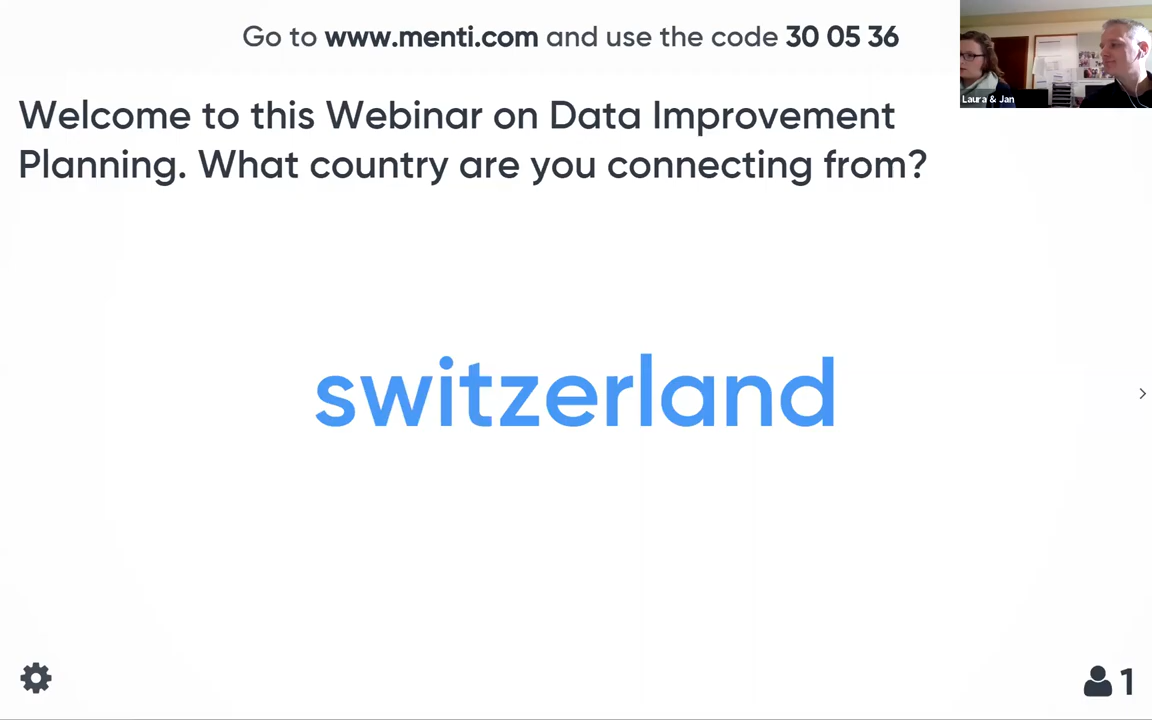 Go to www.menti.com and use the code 30 05 36
Laura & Jan
Welcome to this Webinar on Data Improvement
Planning. What country are you connecting from?
switzerland
1